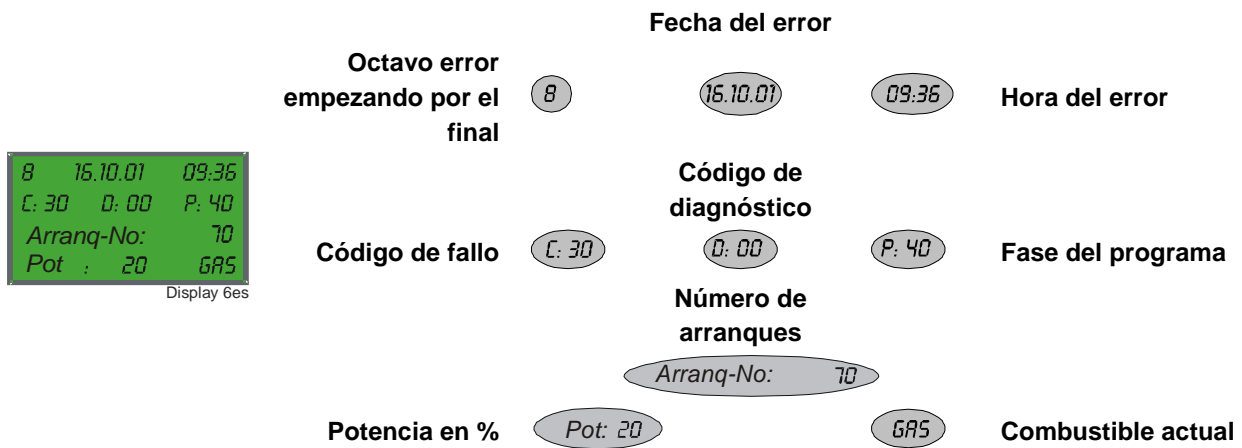 Fecha del error
Octavo error
empezando por el
final
8
16.10.01
09:36
Hora del error
8 16.10.01 09:36
C: 30 D: 00 P: 40
Arranq-No: 70
Pot : 20 GAS
Display 6es
Código de
diagnóstico
Código de fallo
C: 30
D: 00
P: 40
Fase del programa
Número de
arranques
Arranq-No: 70
Potencia en %
Pot: 20
GAS
Combustible actual